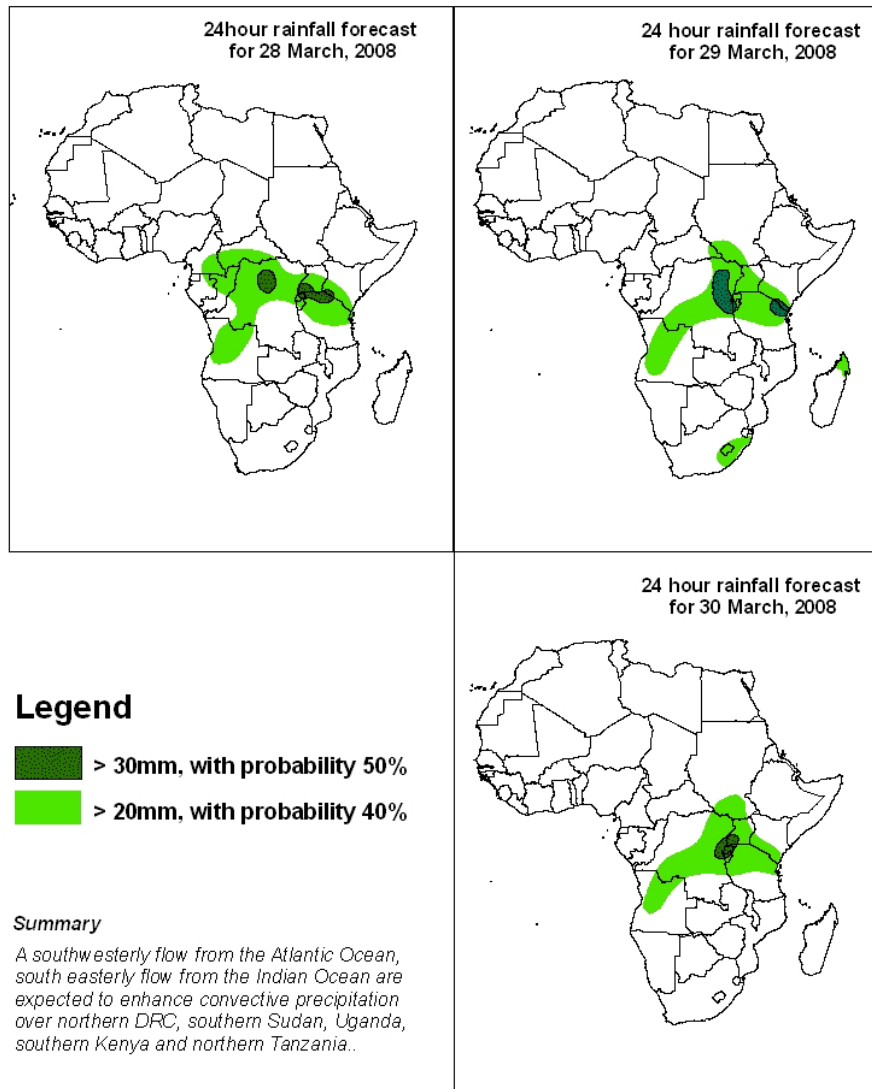 24hour rainfall forecast
for 28 March, 2008
24 hour rainfall forecast
for 29 March, 2008
24 hour rainfall forecast
for 30 March, 2008
Legend
> 30mm, with probability 50%
> 20mm, with probability 40%
Summary
A southwesterly flow from the Atlantic Ocean,
south easterly flow from the Indian Ocean are
expected to enhance convective precipitation
over northern DRC, southern Sudan, Uganda,
southern Kenya and northern Tanzania..